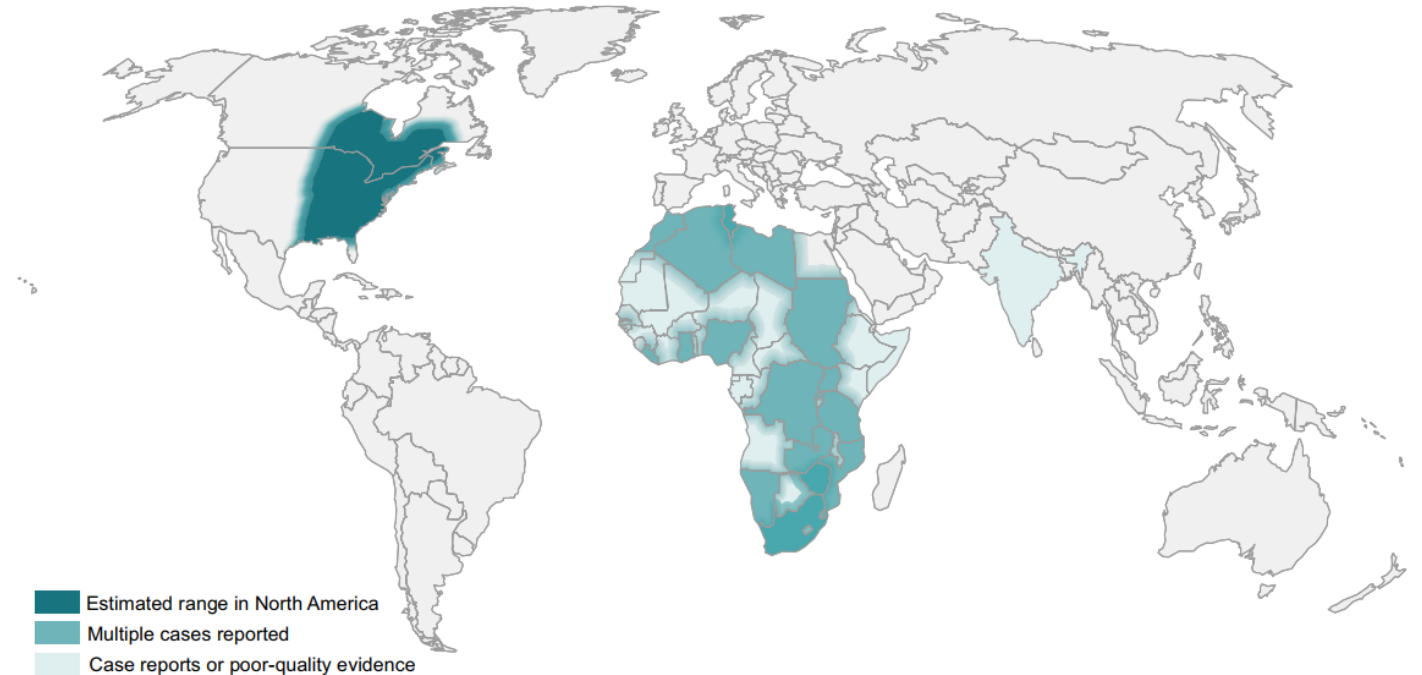 Estimated range in North America
Multiple cases reported
Case reports or poor-quality evidence